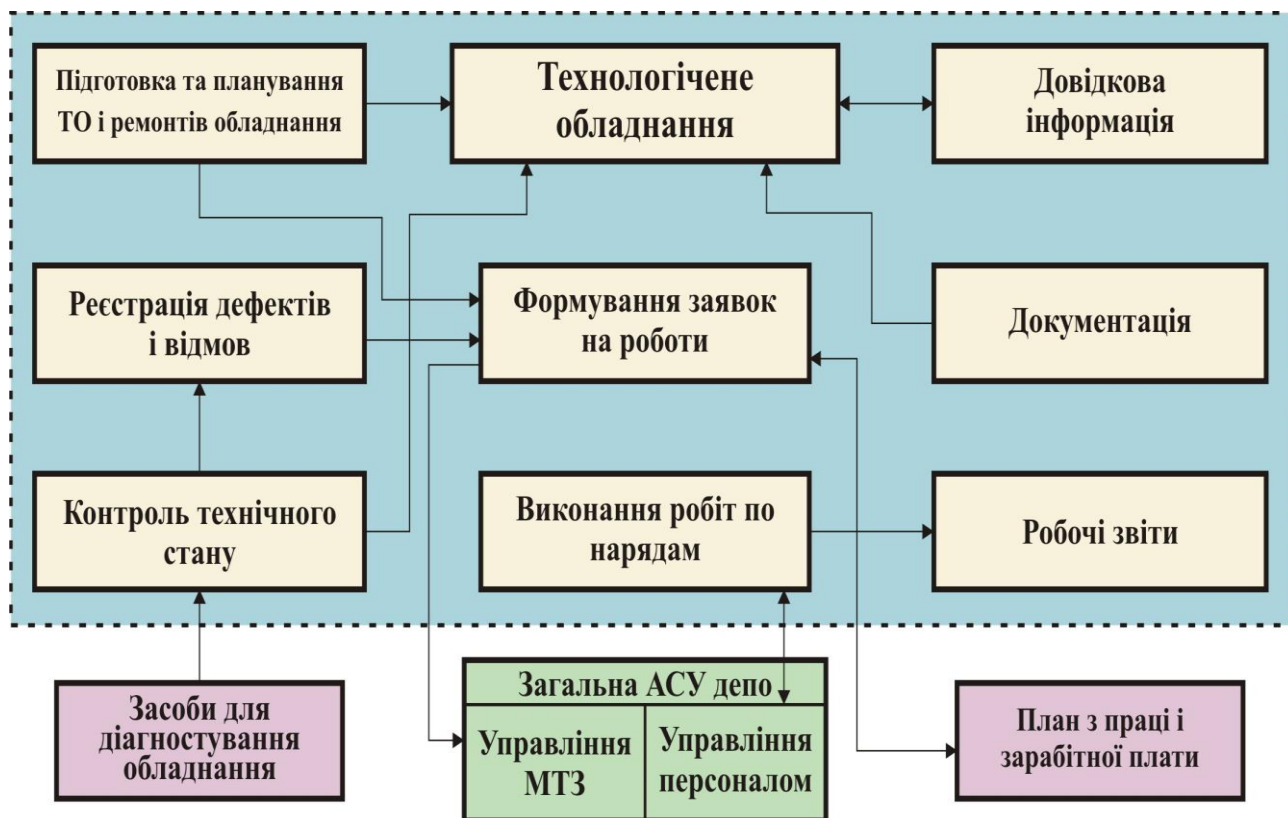 Підготовка та планування
ТО і ремонтів обладнання
Технологічене
обладнання
Довідкова
інформація
Реєстрація дефектів
і відмов
Формування заявок
на роботи
Документація
Контроль технічного
стану
Виконання робіт по
нарядам
Робочі звіти
Засоби для
діагностування
обладнання
Загальна АСУ депо
Управління
МТЗ
Управління
персоналом
План з праці і
зарабітної плати